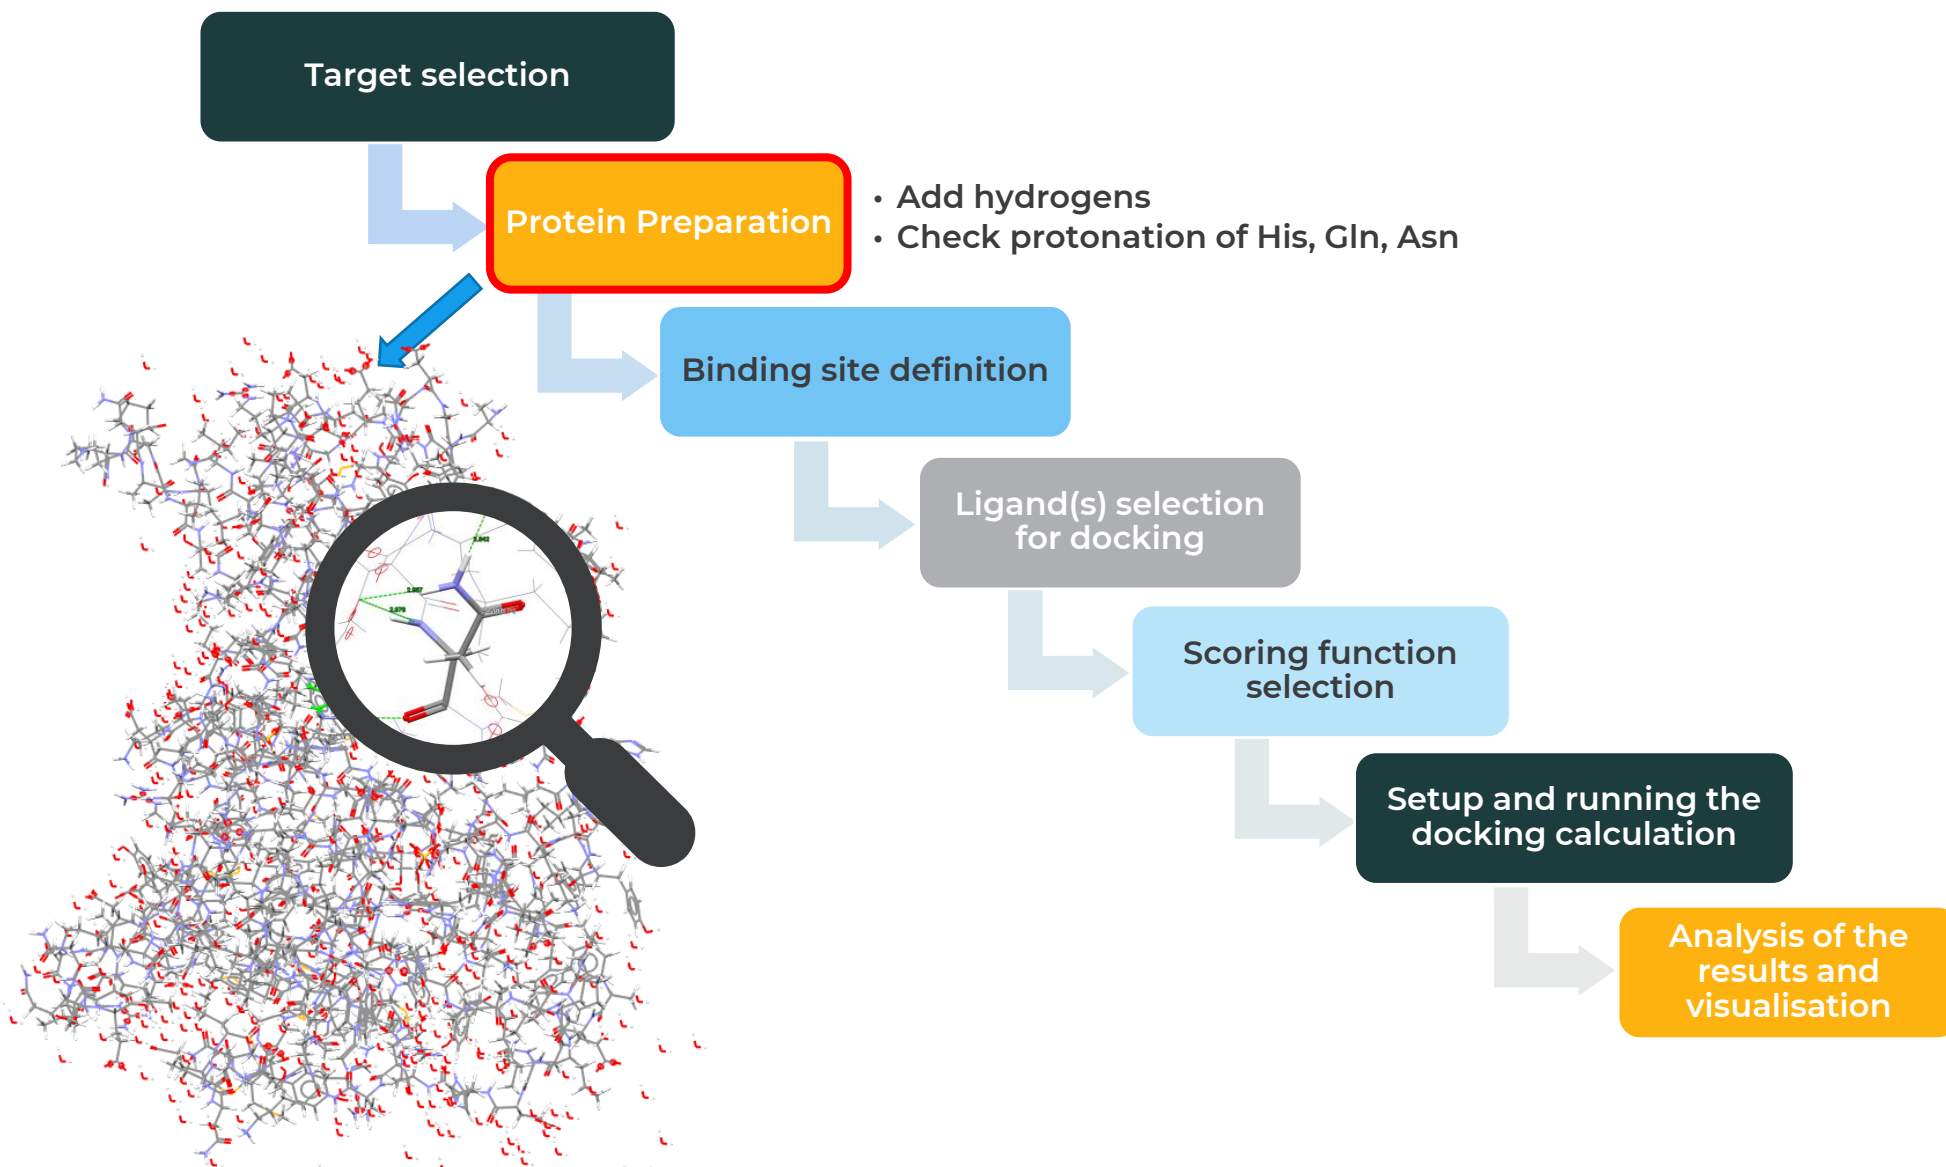 Target selection
Protein Preparation
• Add hydrogens
• Check protonation of His, Gln, Asn
Binding site definition
Ligand(s) selection
for docking
Scoring function
selection
Setup and running the
docking calculation
Analysis of the
results and
visualisation